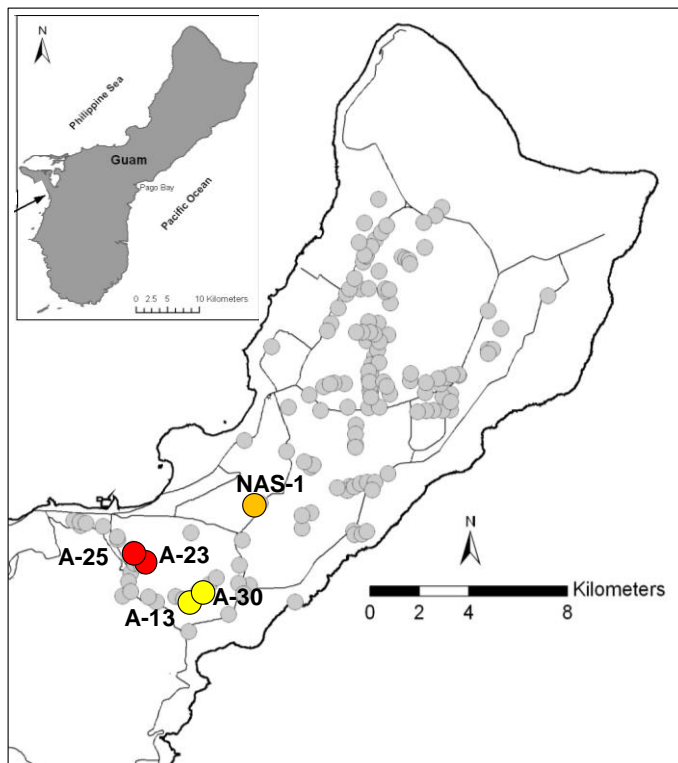 N
Philippine Sea
Guam
Pago Bay
Pacific Ocean
0 2.5 5 10 Kilometers
NAS-1
A-25
A-23
A-30
A-13
N
Kilometers
0 2 4 8